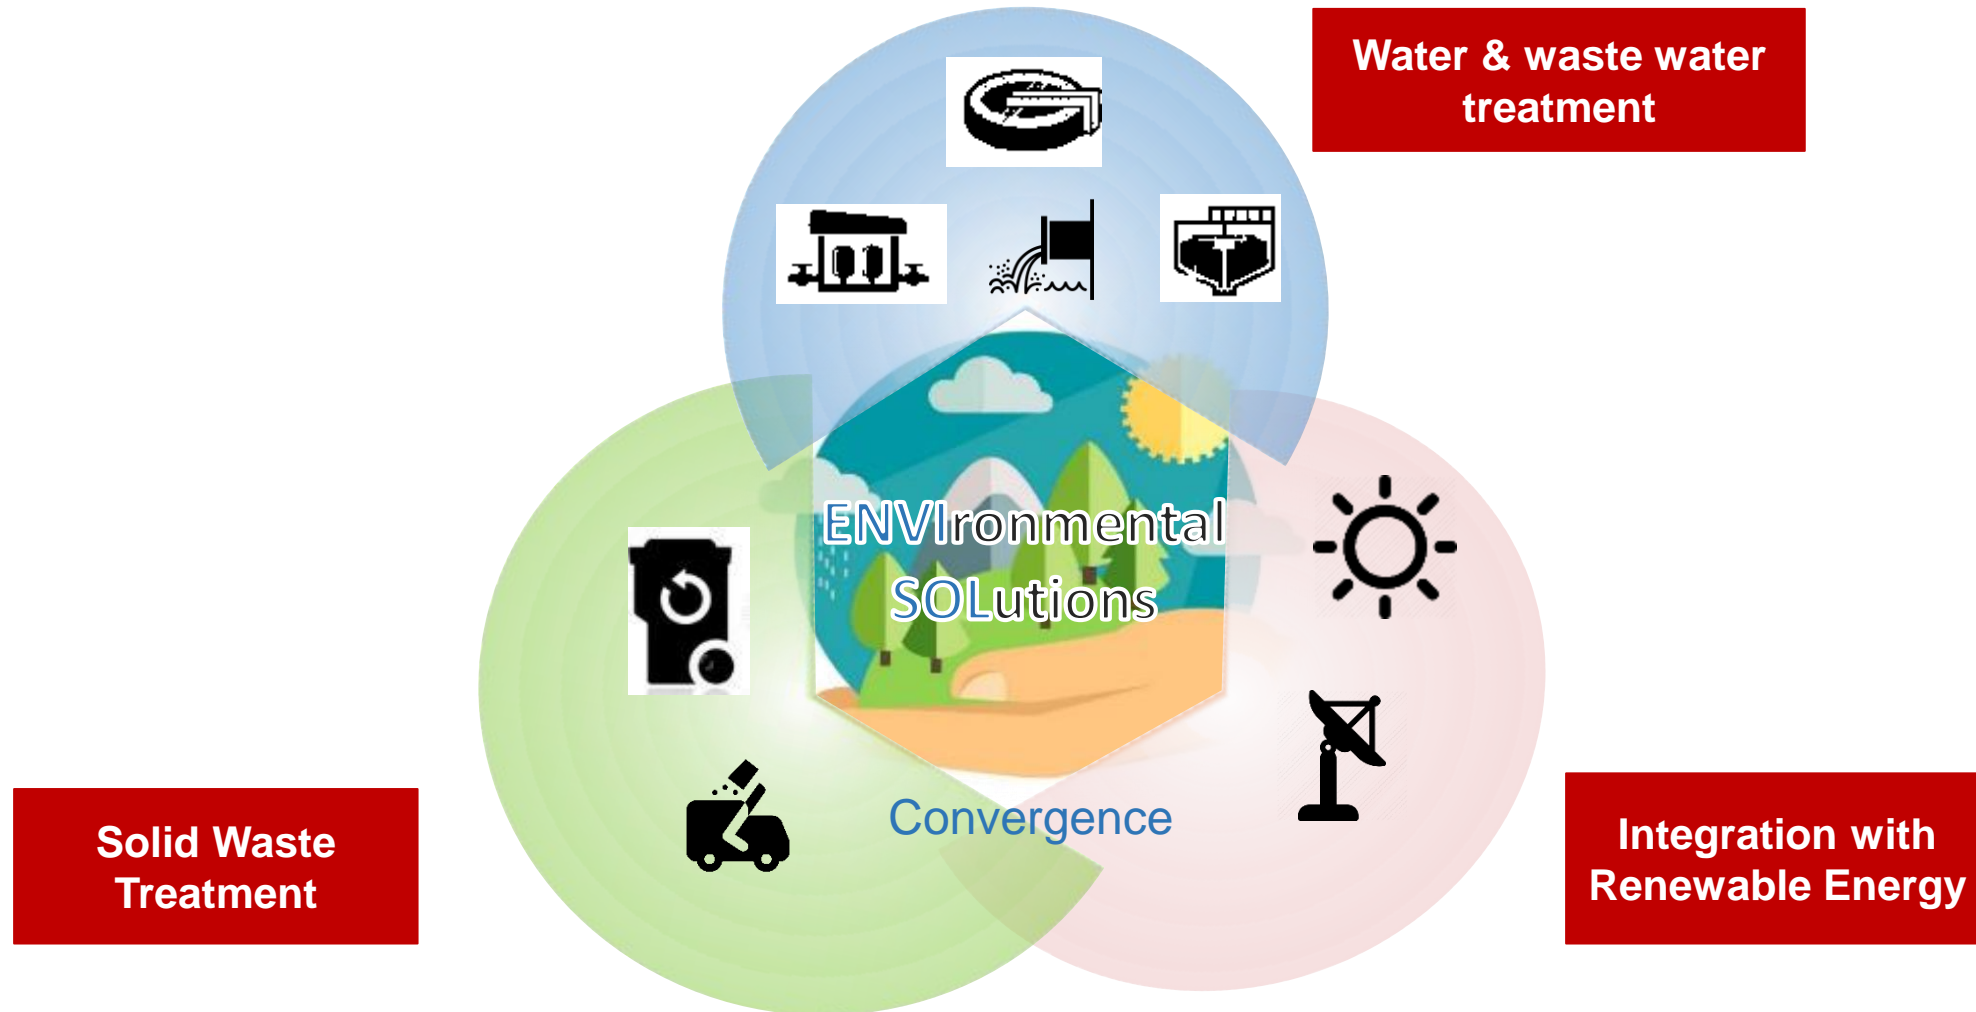 Water & waste water
treatment
ENVIronmental
SOLutions
Convergence
Solid Waste
Treatment
Integration with
Renewable Energy